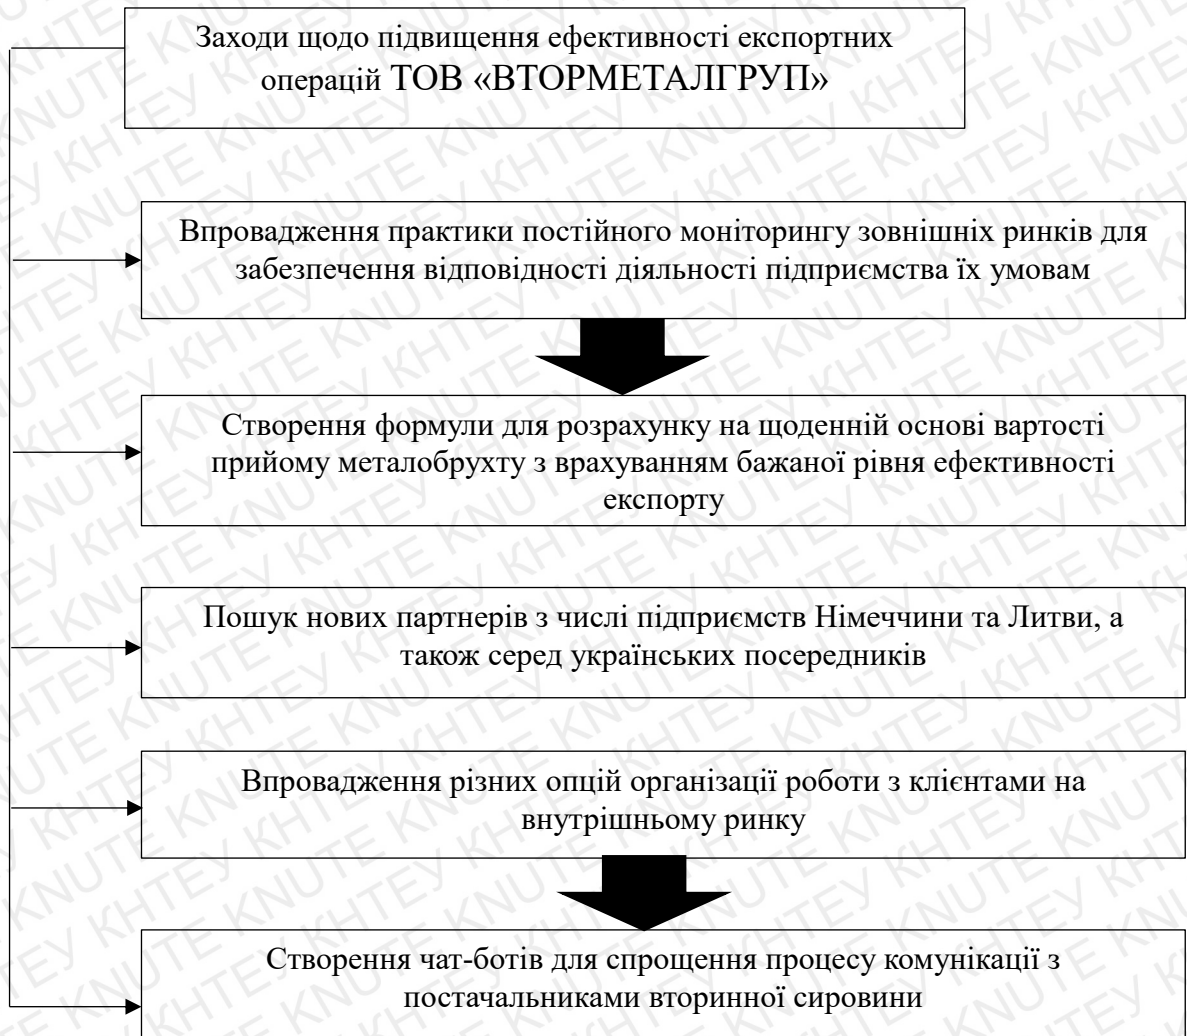 Заходи щодо підвищення ефективності експортних
операцій ТОВ «ВТОРМЕТАЛГРУП»
Впровадження практики постійного моніторингу зовнішніх ринків для
забезпечення відповідності діяльності підприємства їх умовам
Створення формули для розрахунку на щоденній основі вартості
прийому металобрухту з врахуванням бажаної рівня ефективності
експорту
Пошук нових партнерів з числі підприємств Німеччини та Литви, а
також серед українських посередників
Впровадження різних опцій організації роботи з клієнтами на
внутрішньому ринку
Створення чат-ботів для спрощення процесу комунікації з
постачальниками вторинної сировини